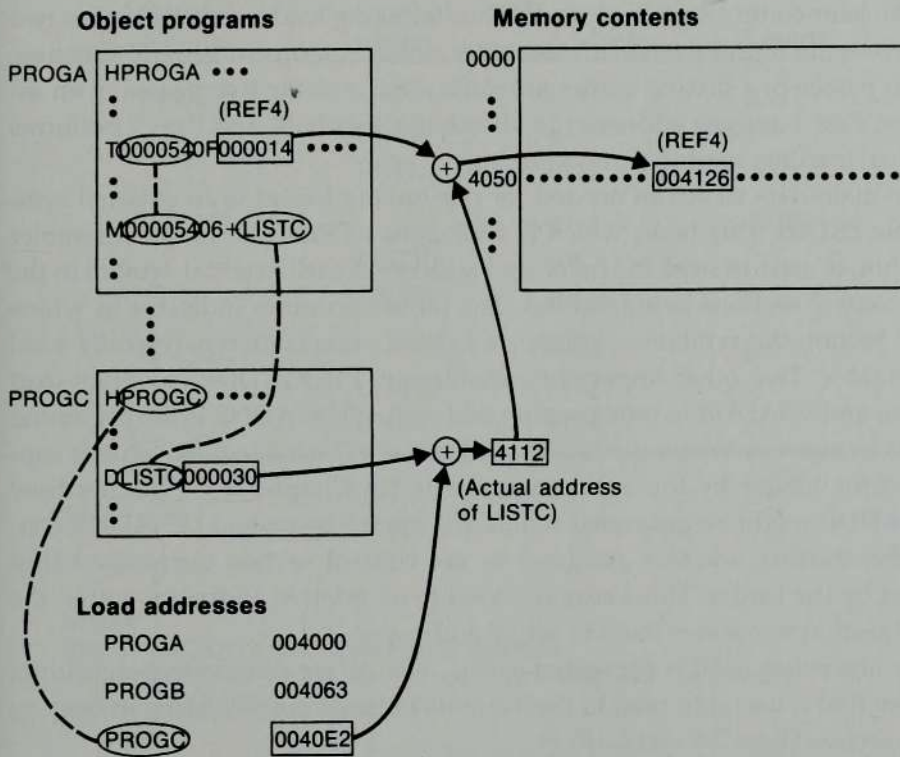 Object programs
Memory contents
PROGA HPROGA ••••
(REF4)
T0000540F000014 ••••
M00005406+LISTC
0000
(REF4)
4050 004126
PROGC HPROGC ••••
DLISTC000030
4112
(Actual address
of LISTC)
Load addresses
PROGA 004000
PROGB 004063
PROGC 0040E2